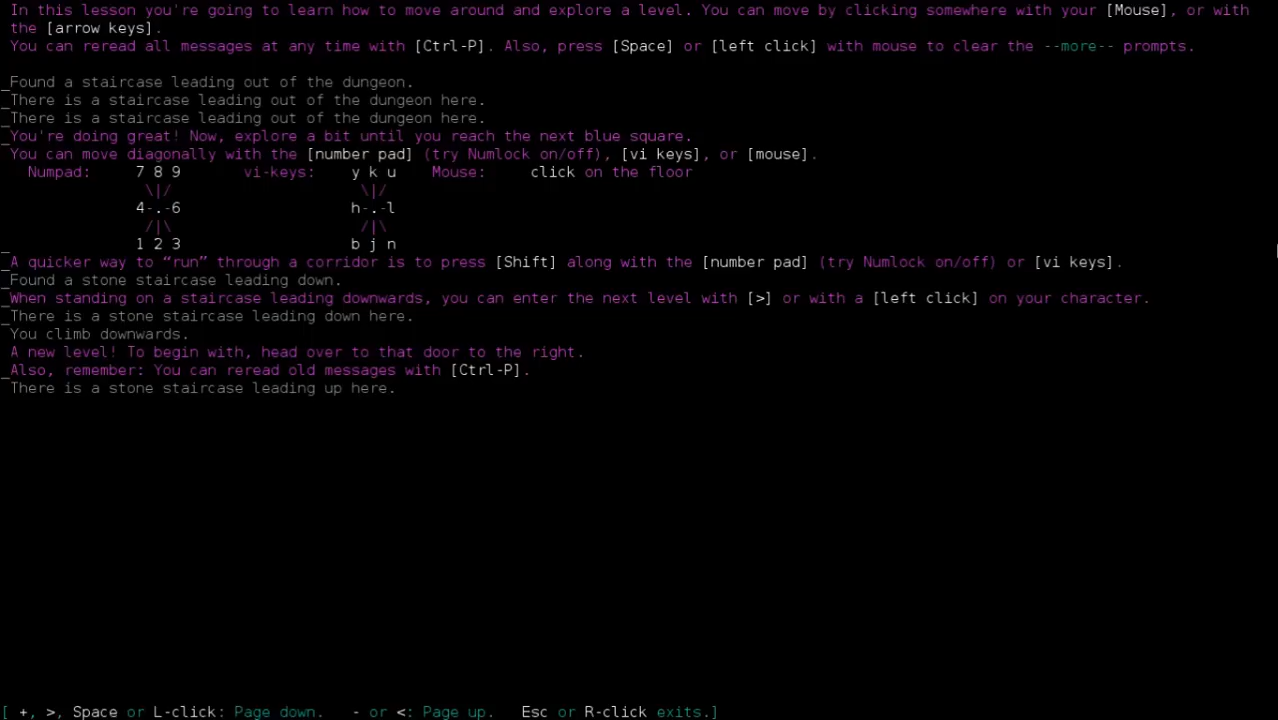 In this lesson you're going to learn how to move around and explore a level. You can move by clicking somewhere with your [Mouse], or with
the [arrow keys].
You can reread all messages at any time with [Ctrl-P]. Also, press [Space] or [left click] with mouse to clear the --more-- prompts.
_Found a staircase leading out of the dungeon.
_There is a staircase leading out of the dungeon here.
_There is a staircase leading out of the dungeon here.
_You're doing great! Now, explore a bit until you reach the next blue square.
You can move diagonally with the [number pad] (try Numlock on/off), [vi keys], or [mouse].
Numpad: 7 8 9 vi-keys: y k u Mouse: click on the floor
\|/ \|/
4-.-6 h-.-l
/|\ /|\
_ 1 2 3 b j n
_A quicker way to “run” through a corridor is to press [Shift] along with the [number pad] (try Numlock on/off) or [vi keys].
_Found a stone staircase leading down.
_When standing on a staircase leading downwards, you can enter the next level with [>] or with a [left click] on your character.
_There is a stone staircase leading down here.
You climb downwards.
A new level! To begin with, head over to that door to the right.
_Also, remember: You can reread old messages with [Ctrl-P].
There is a stone staircase leading up here.
[ +, >, Space or L-click: Page down. - or <: Page up. Esc or R-click exits.]